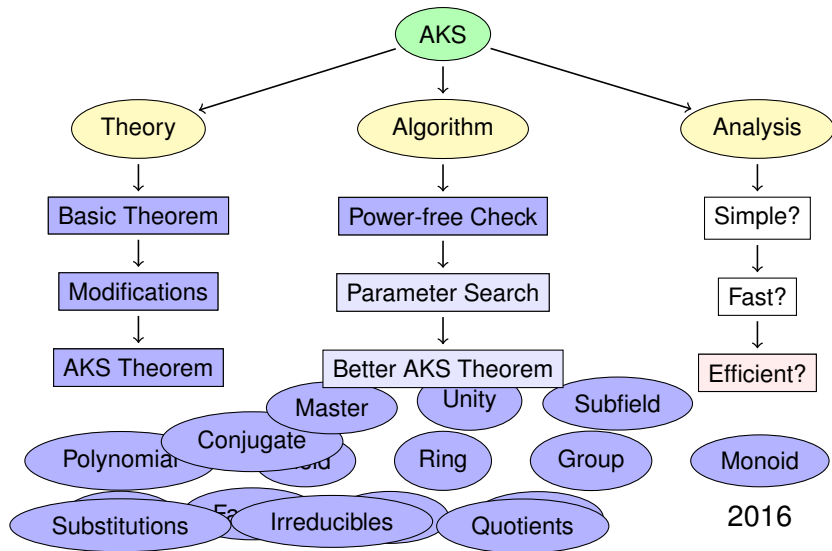 AKS
Theory
Algorithm
Analysis
Basic Theorem
Power-free Check
Simple?
Modifications
Parameter Search
Fast?
AKS Theorem
Better AKS Theorem
Efficient?
Master
Unity
Subfield
Conjugate
Polynomial
Ring
Group
Monoid
Substitutions
Irreducibles
Quotients
2016